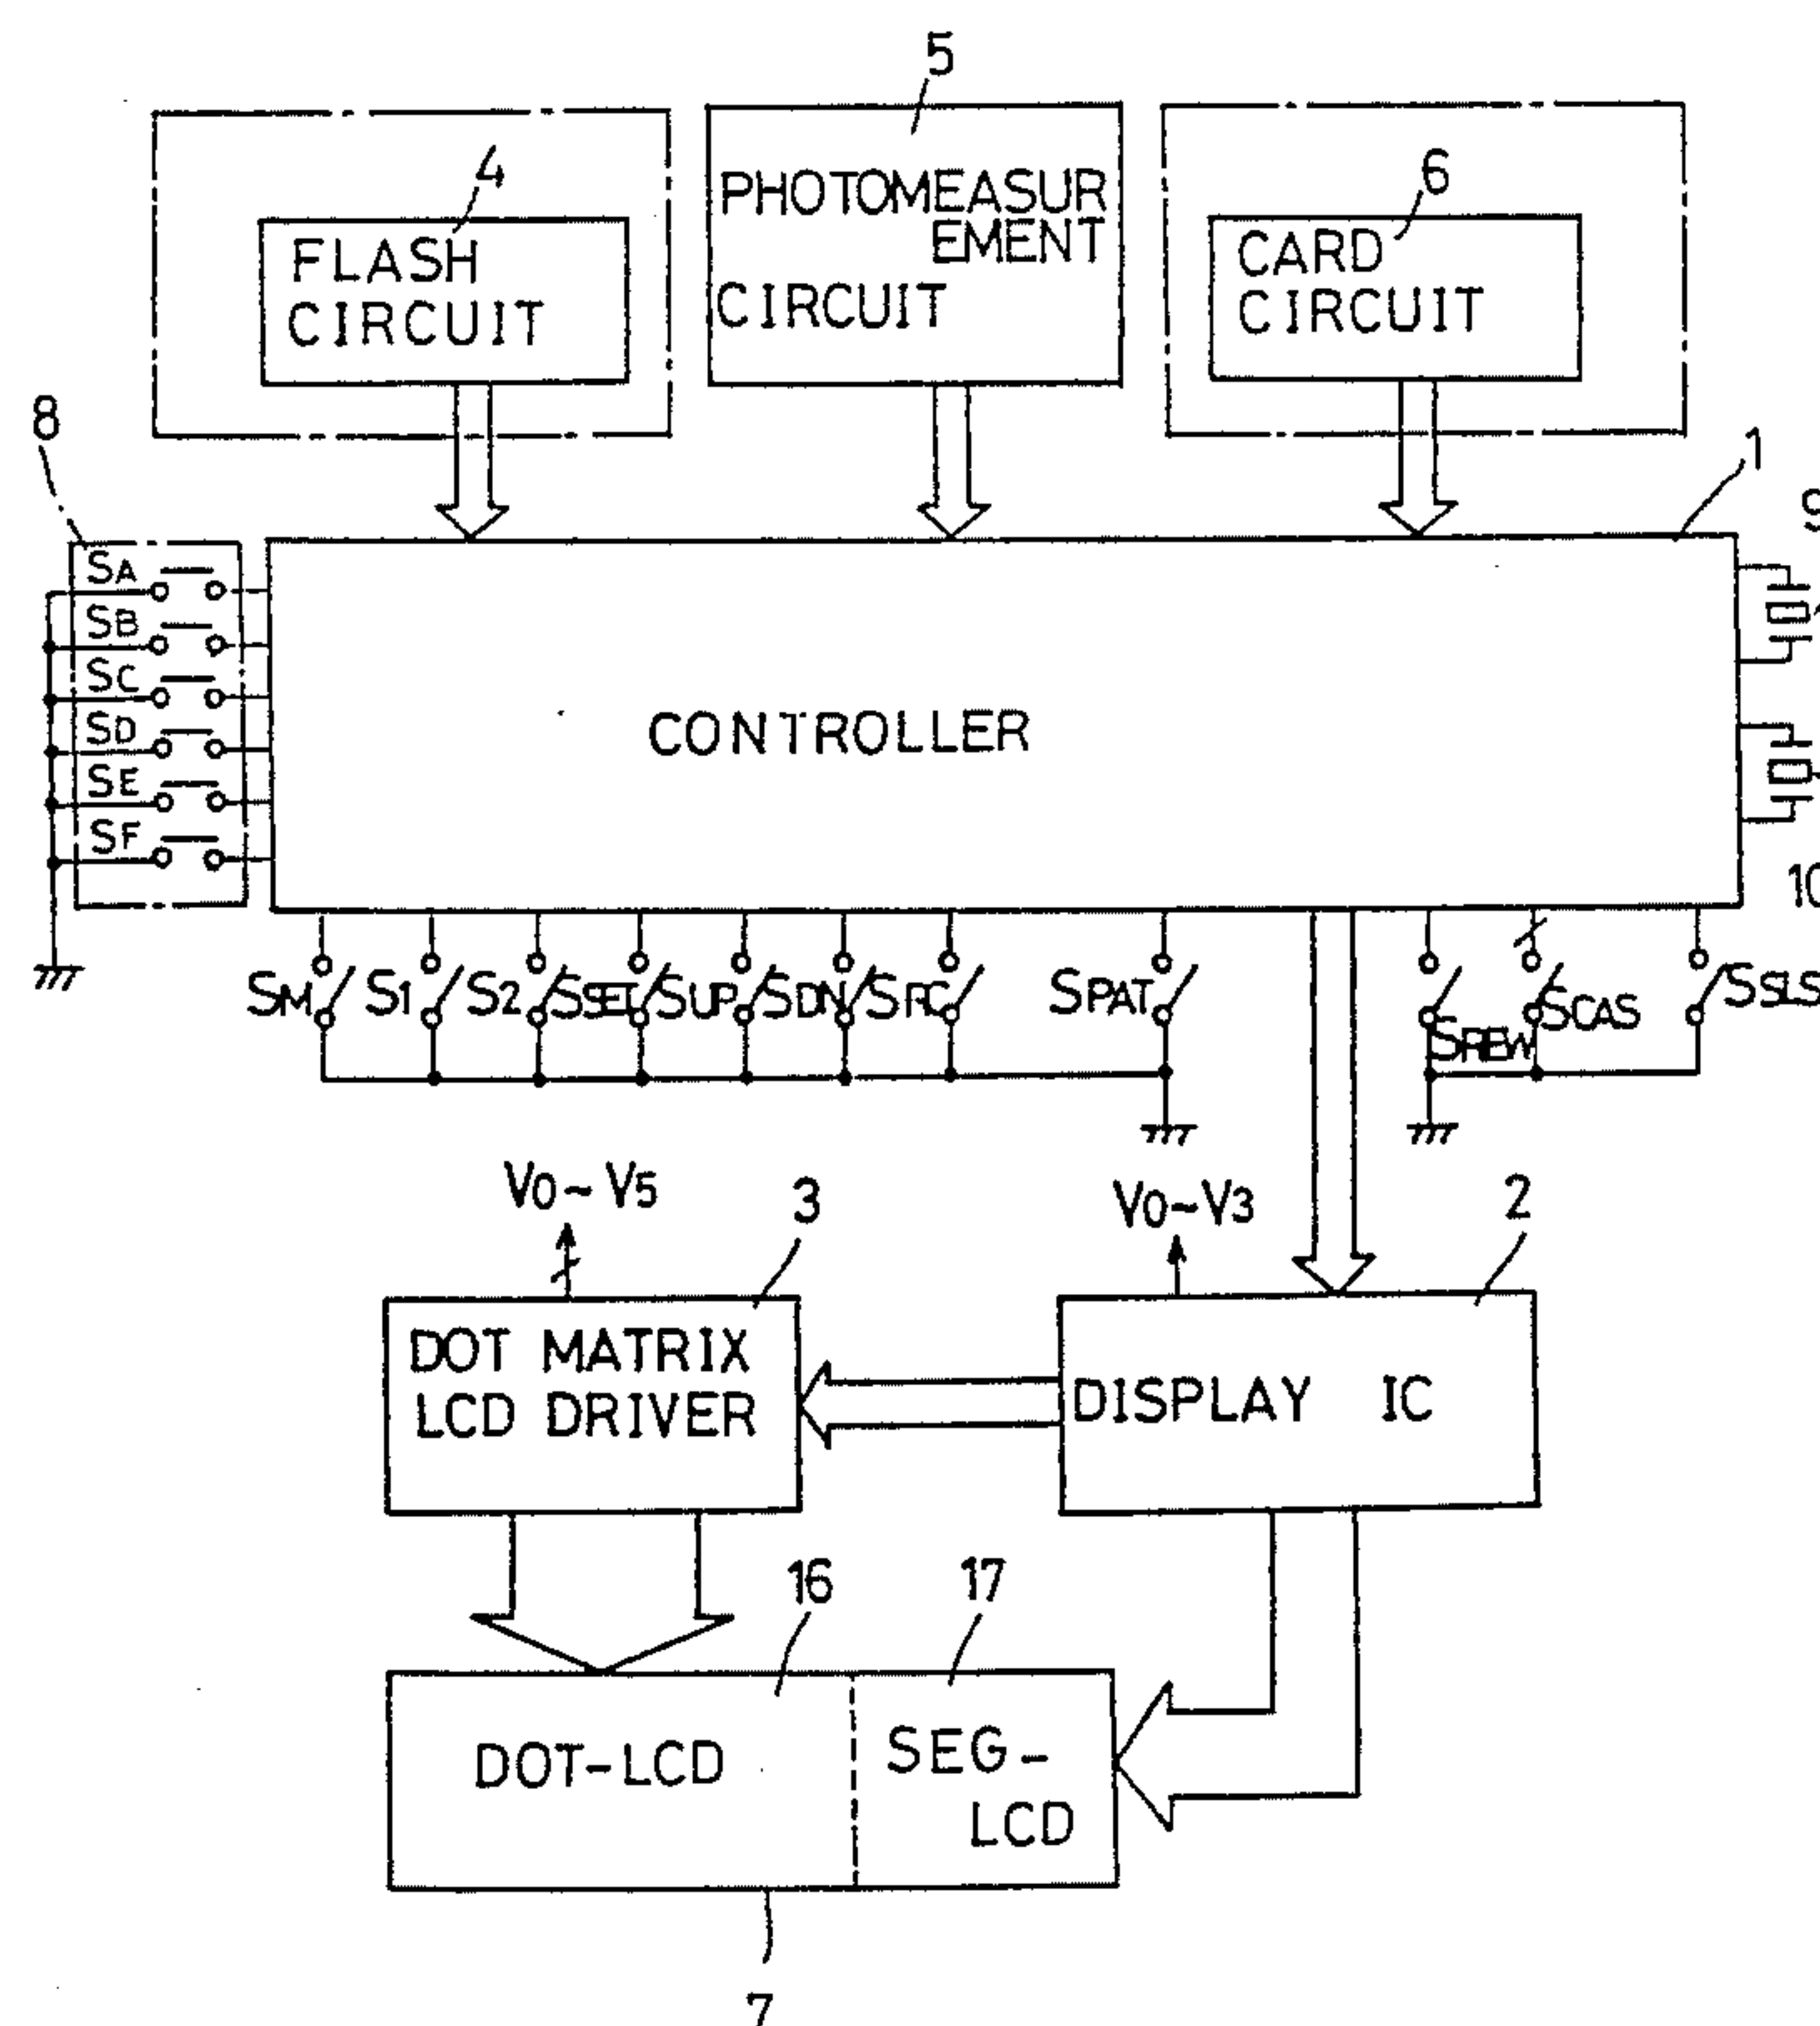 5
4
6
PHOTOMEASUR
EMENT
CIRCUIT
FLASH
CIRCUIT
CARD
CIRCUIT
8
1
9
SA
SB
SC
SD
SE
SF
CONTROLLER
10
SM
S1
S2
SSET
SUP
SDN
SFC
SPAT
SREW
SCAS
SSLS
V0~V5
3
V0~V3
2
DOT MATRIX
LCD DRIVER
DISPLAY IC
16
17
DOT-LCD
SEG-
LCD
7